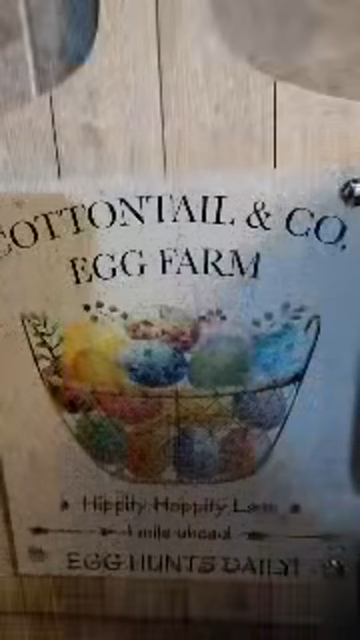 COTTONTAIL & CO.
EGG FARM
Hippity Hoppity Lane
1 mile ahead
EGG HUNTS DAILY!